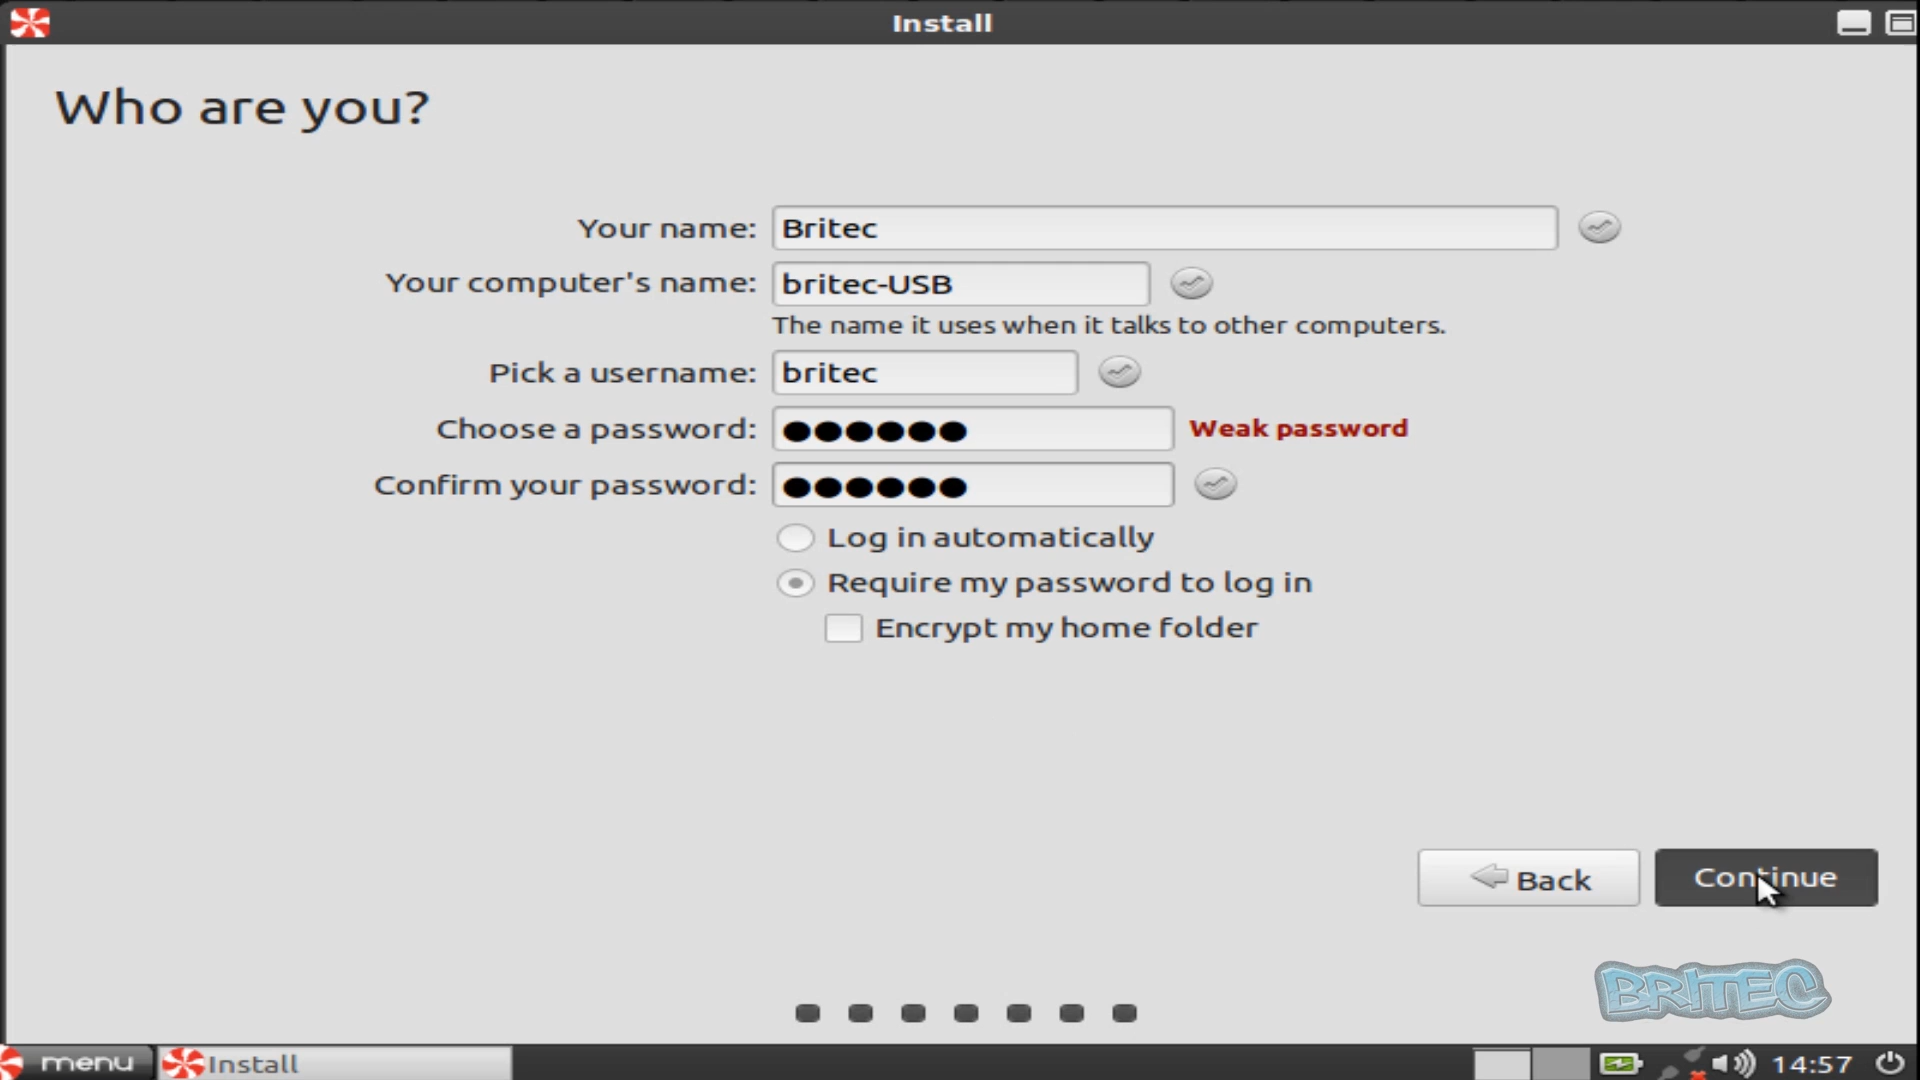 Install
Who are you?
Your name: Britec
Your computer's name: britec-USB
The name it uses when it talks to other computers.
Pick a username: britec
Choose a password: ●●●●●● Weak password
Confirm your password: ●●●●●●
Log in automatically
Require my password to log in
Encrypt my home folder
Back Continue
BRITEC
menu Install 14:57